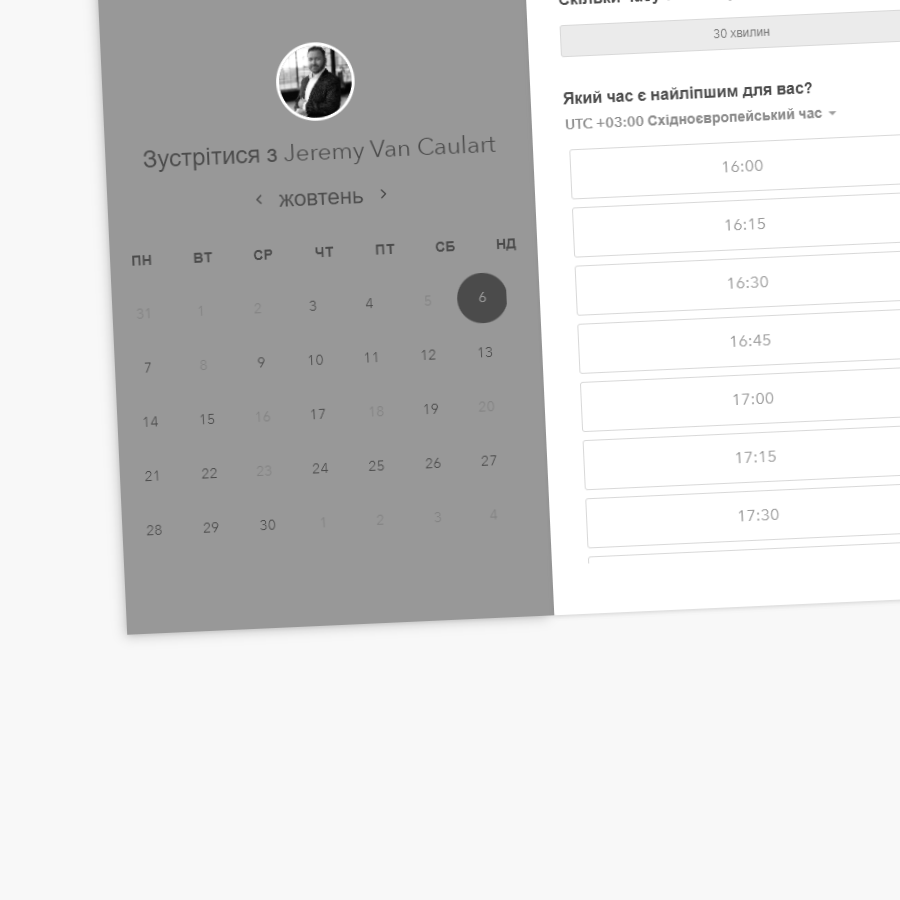 Зустрітися з Jeremy Van Caulart
‹ жовтень ›
ПН ВТ СР ЧТ ПТ СБ НД
31 1 2 3 4 5 6
7 8 9 10 11 12 13
14 15 16 17 18 19 20
21 22 23 24 25 26 27
28 29 30 1 2 3 4
30 хвилин
Який час є найліпшим для вас?
UTC +03:00 Східноєвропейський час
16:00
16:15
16:30
16:45
17:00
17:15
17:30